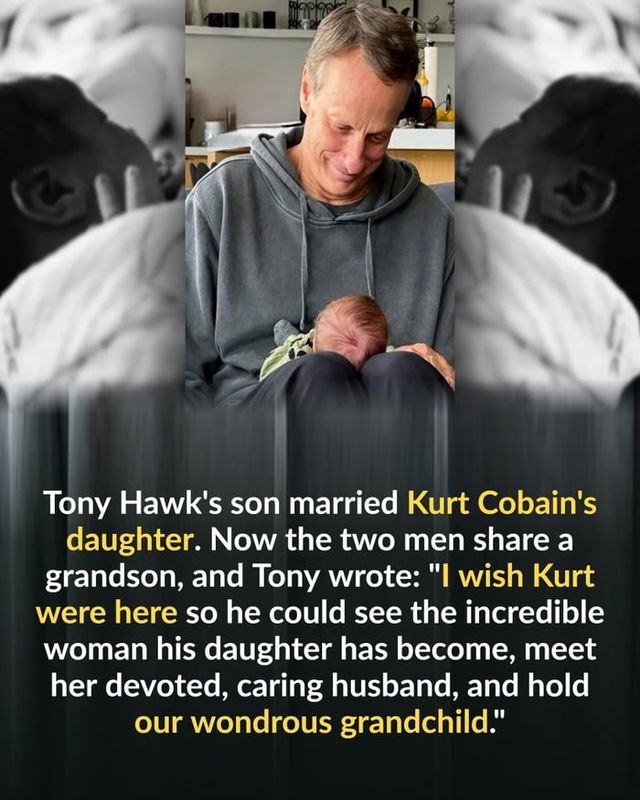 Tony Hawk's son married Kurt Cobain's
daughter. Now the two men share a
grandson, and Tony wrote: "I wish Kurt
were here so he could see the incredible
woman his daughter has become, meet
her devoted, caring husband, and hold
our wondrous grandchild."